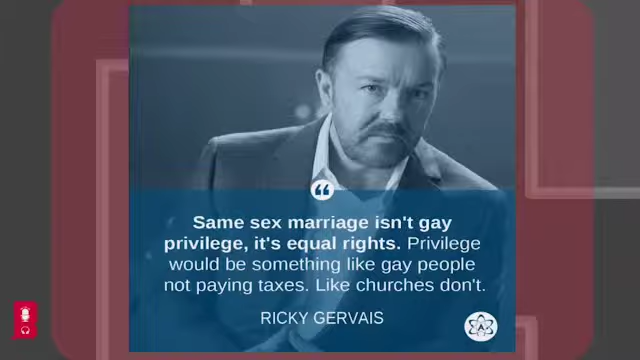 Same sex marriage isn't gay
privilege, it's equal rights. Privilege
would be something like gay people
not paying taxes. Like churches don't.
RICKY GERVAIS